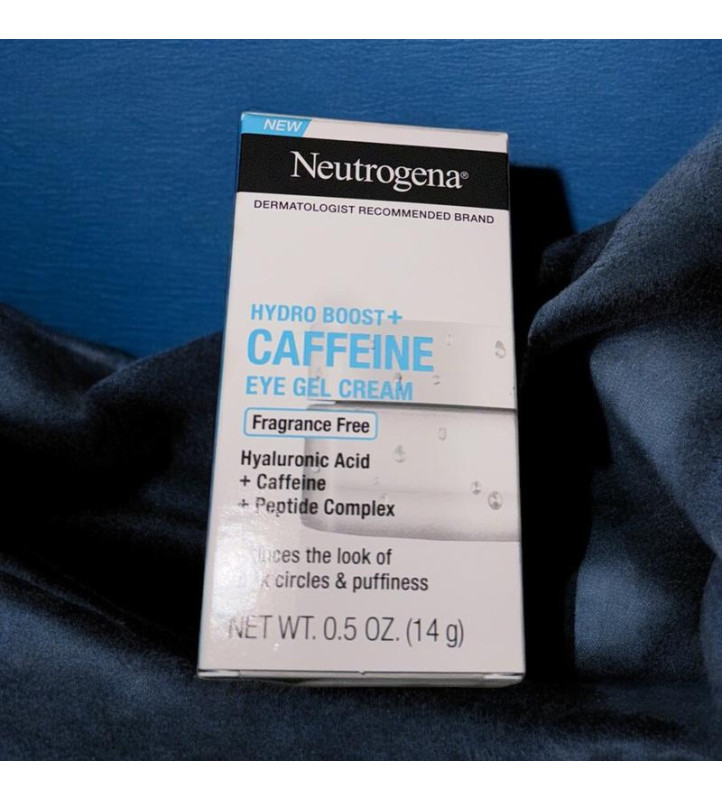 NEW
Neutrogena®
DERMATOLOGIST RECOMMENDED BRAND
HYDRO BOOST+
CAFFEINE
EYE GEL CREAM
Fragrance Free
Hyaluronic Acid
+ Caffeine
+ Peptide Complex
the look of
circles & puffiness
NET WT. 0.5 OZ. (14 g)